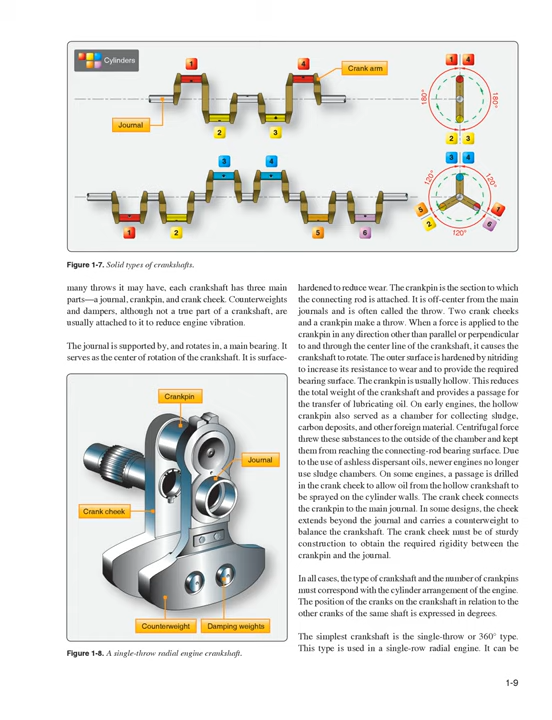 Cylinders
1
4
Crank arm
Journal
2
3
1 4
180°
180°
2 3
3
4
1
2
5
6
3 4
120°
120°
5
2
1
6
120°
Figure 1-7. Solid types of crankshafts.
many throws it may have, each crankshaft has three main
parts—a journal, crankpin, and crank cheek. Counterweights
and dampers, although not a true part of a crankshaft, are
usually attached to it to reduce engine vibration.
The journal is supported by, and rotates in, a main bearing. It
serves as the center of rotation of the crankshaft. It is surface-
Crankpin
Journal
Crank cheek
Counterweight
Damping weights
Figure 1-8. A single-throw radial engine crankshaft.
hardened to reduce wear. The crankpin is the section to which
the connecting rod is attached. It is off-center from the main
journals and is often called the throw. Two crank cheeks
and a crankpin make a throw. When a force is applied to the
crankpin in any direction other than parallel or perpendicular
to and through the center line of the crankshaft, it causes the
crankshaft to rotate. The outer surface is hardened by nitriding
to increase its resistance to wear and to provide the required
bearing surface. The crankpin is usually hollow. This reduces
the total weight of the crankshaft and provides a passage for
the transfer of lubricating oil. On early engines, the hollow
crankpin also served as a chamber for collecting sludge,
carbon deposits, and other foreign material. Centrifugal force
threw these substances to the outside of the chamber and kept
them from reaching the connecting-rod bearing surface. Due
to the use of ashless dispersant oils, newer engines no longer
use sludge chambers. On some engines, a passage is drilled
in the crank cheek to allow oil from the hollow crankshaft to
be sprayed on the cylinder walls. The crank cheek connects
the crankpin to the main journal. In some designs, the cheek
extends beyond the journal and carries a counterweight to
balance the crankshaft. The crank cheek must be of sturdy
construction to obtain the required rigidity between the
crankpin and the journal.
In all cases, the type of crankshaft and the number of crankpins
must correspond with the cylinder arrangement of the engine.
The position of the cranks on the crankshaft in relation to the
other cranks of the same shaft is expressed in degrees.
The simplest crankshaft is the single-throw or 360° type.
This type is used in a single-row radial engine. It can be
1-9